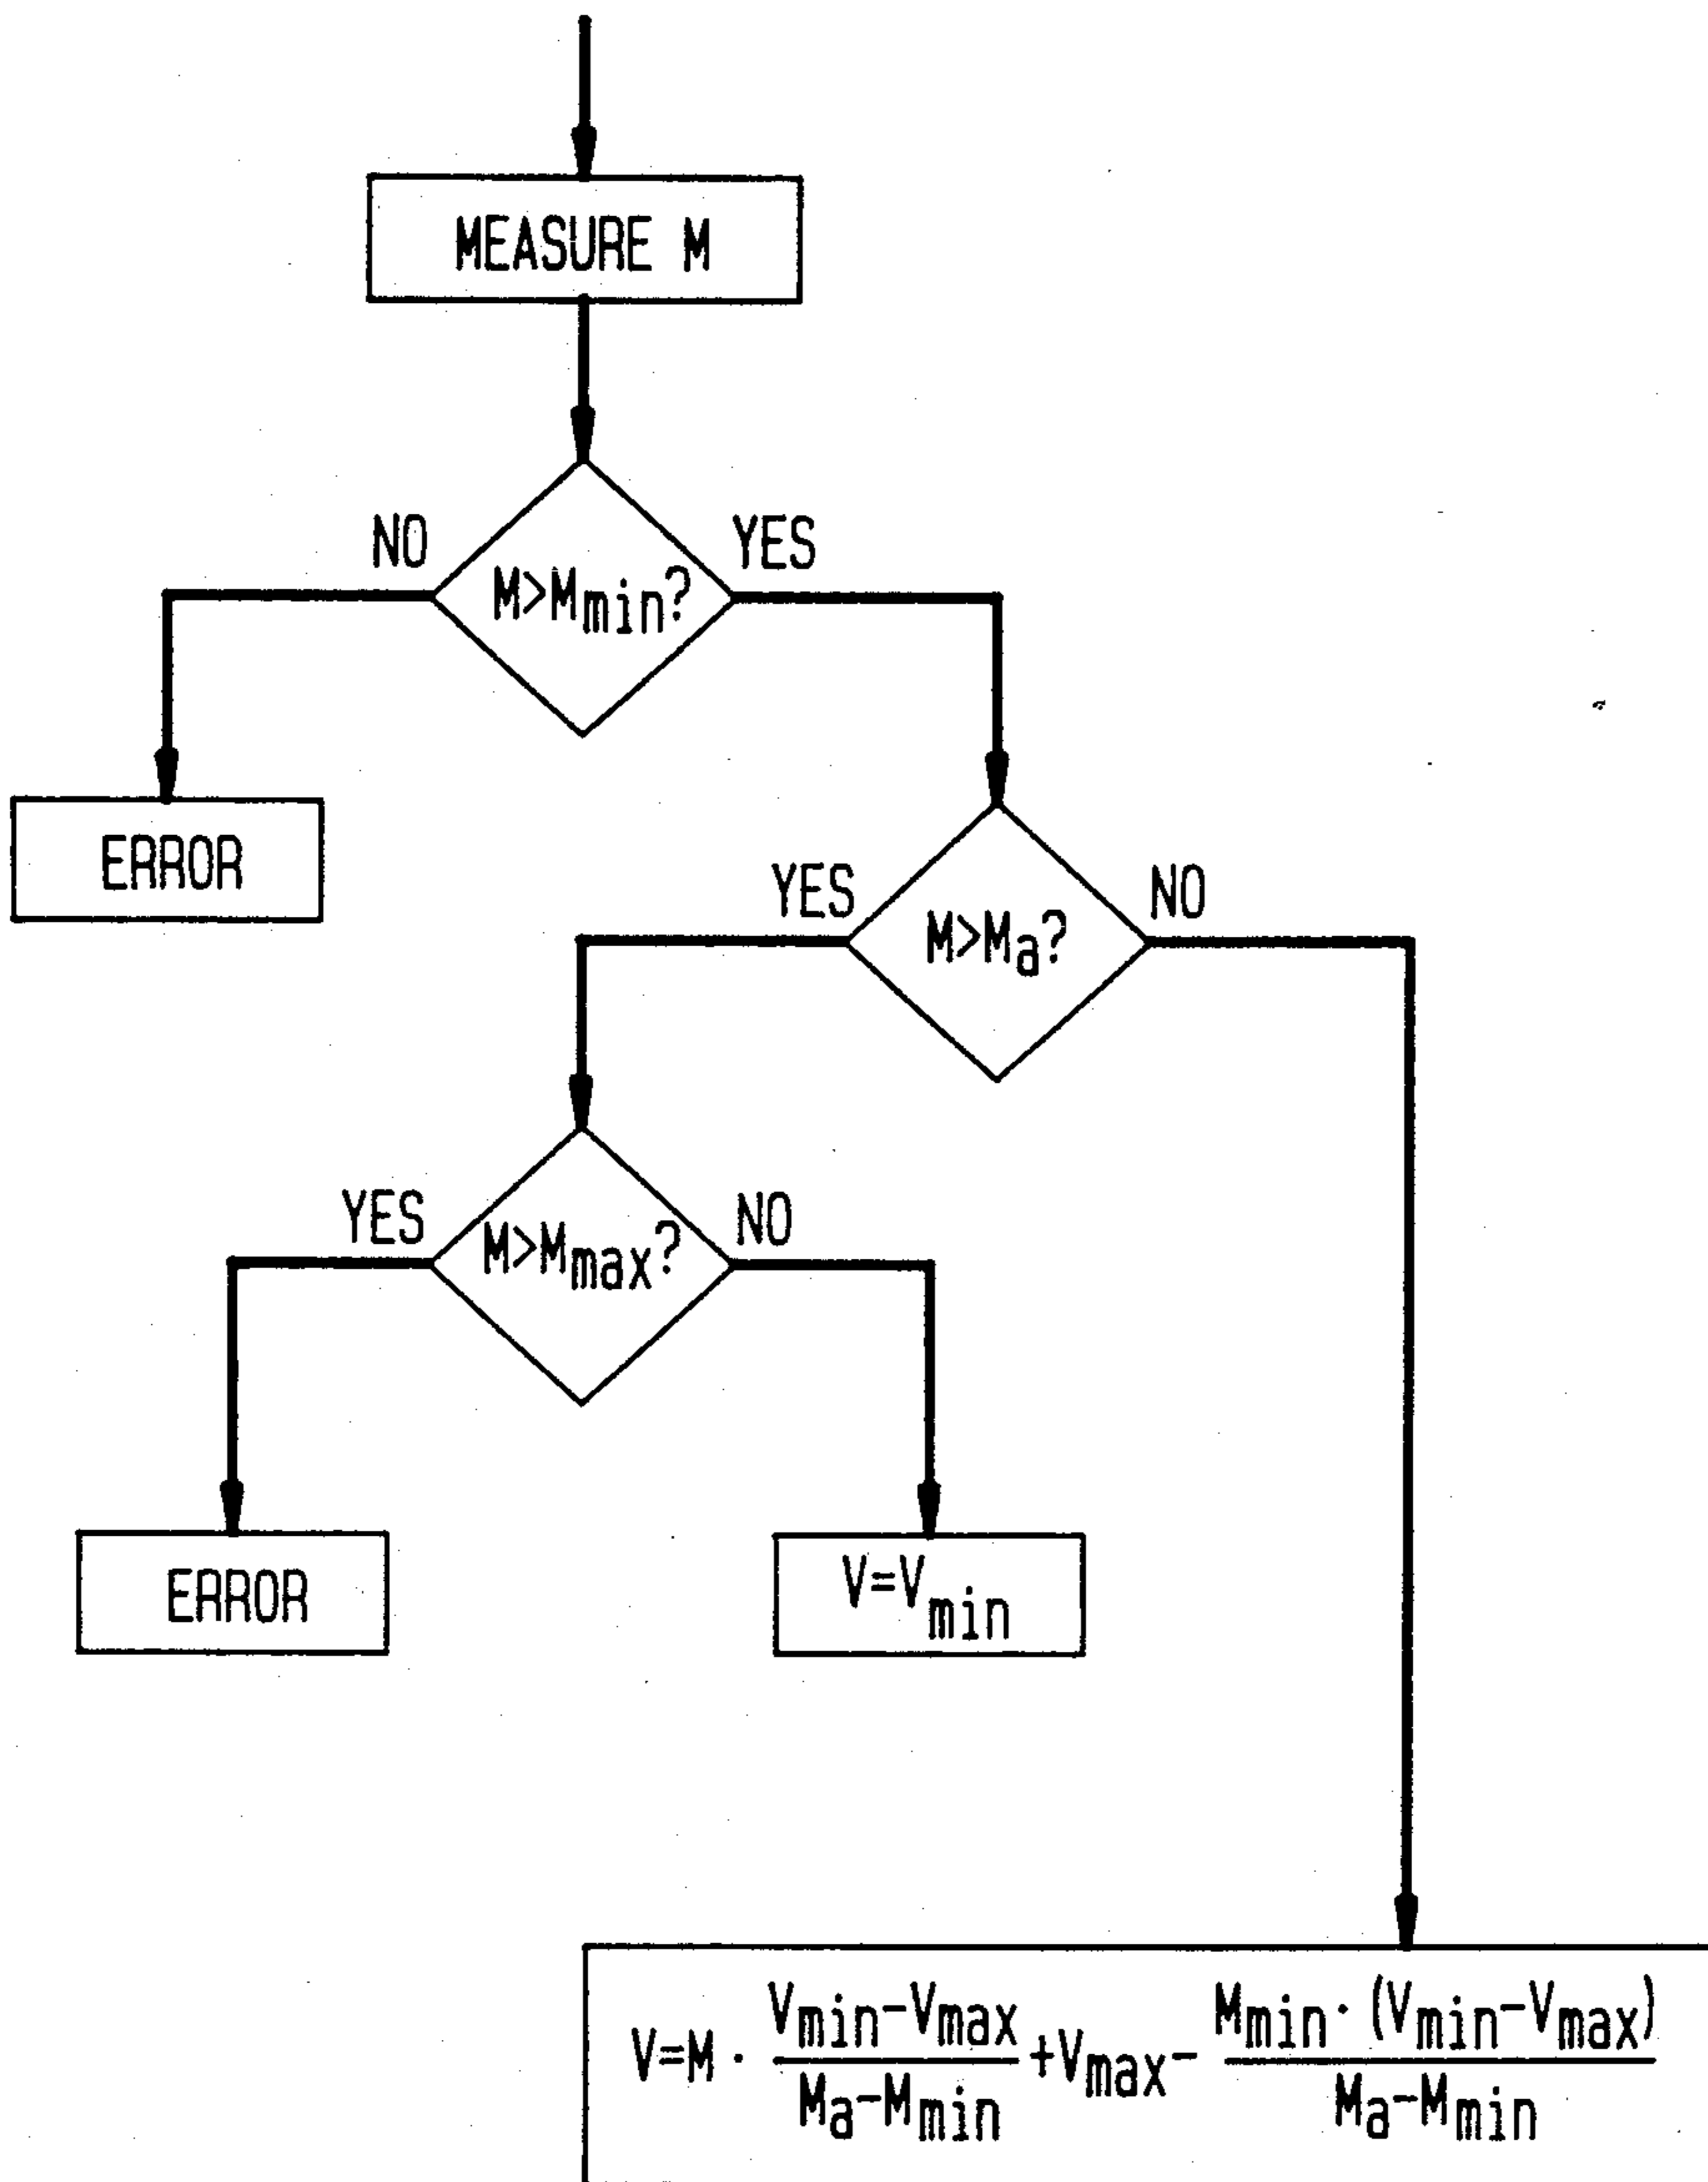 MEASURE M
NO
YES
M>Mmin?
ERROR
YES
NO
M>Ma?
YES
NO
M>Mmax?
ERROR
V=Vmin
V=M · Vmin-Vmax / Ma-Mmin +Vmax- Mmin · (Vmin-Vmax) / Ma-Mmin